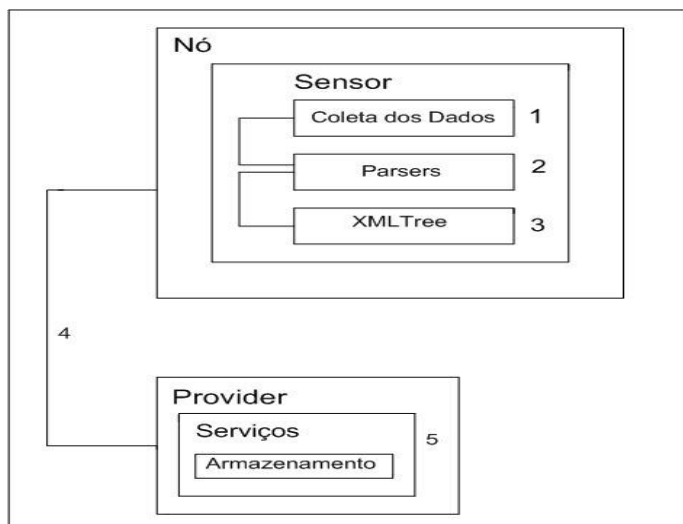 Nó
Sensor
Coleta dos Dados 1
Parsers 2
XMLTree 3
4
Provider
Serviços 5
Armazenamento